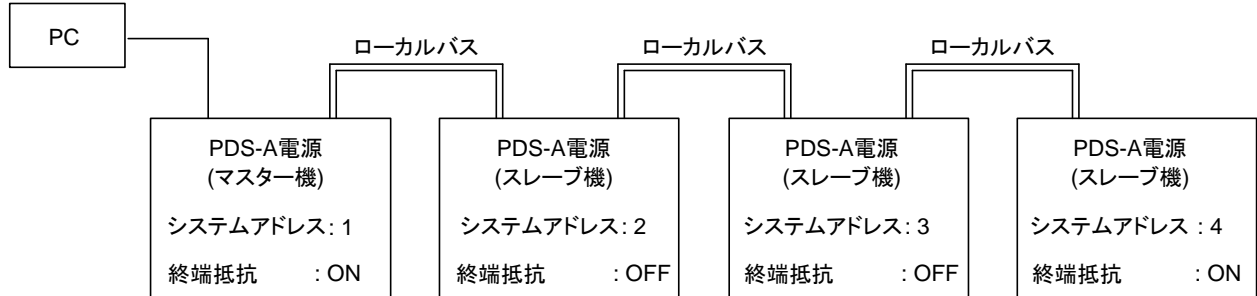 PC
ローカルバス
ローカルバス
ローカルバス
PDS-A電源
(マスター機)
システムアドレス: 1
終端抵抗 : ON
PDS-A電源
(スレーブ機)
システムアドレス: 2
終端抵抗 : OFF
PDS-A電源
(スレーブ機)
システムアドレス: 3
終端抵抗 : OFF
PDS-A電源
(スレーブ機)
システムアドレス : 4
終端抵抗 : ON